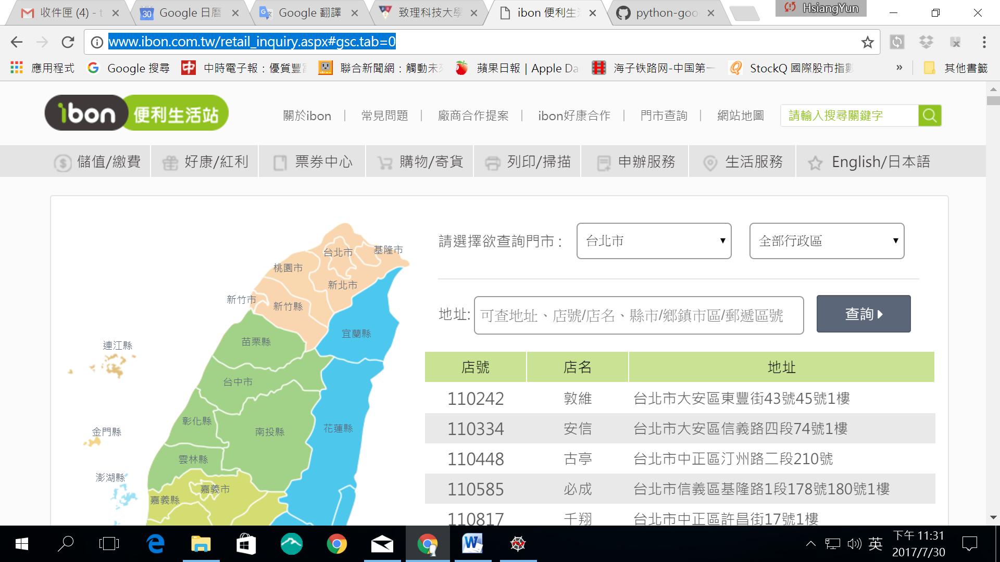 收件匣 (4) - t
Google 日曆
Google 翻譯
致理科技大學
ibon 便利生
python-goo
HsiangYun
www.ibon.com.tw/retail_inquiry.aspx#gsc.tab=0
應用程式
Google 搜尋
中 中時電子報：優質豐
聯合新聞網：觸動未
蘋果日報 | Apple Da
海子铁路网-中国第一
StockQ 國際股市指數
»
其他書籤
ibon 便利生活站
關於ibon | 常見問題 | 廠商合作提案 | ibon好康合作 | 門市查詢 | 網站地圖
請輸入搜尋關鍵字
儲值/繳費
好康/紅利
票券中心
購物/寄貨
列印/掃描
申辦服務
生活服務
English/日本語
請選擇欲查詢門市：
台北市
全部行政區
地址:
可查地址、店號/店名、縣市/鄉鎮市區/郵遞區號
查詢
台北市
基隆市
桃園市
新北市
新竹市
新竹縣
宜蘭縣
苗栗縣
連江縣
台中市
彰化縣
南投縣
花蓮縣
金門縣
雲林縣
澎湖縣
嘉義市
嘉義縣
店號 店名 地址
110242 敦維 台北市大安區東豐街43號45號1樓
110334 安信 台北市大安區信義路四段74號1樓
110448 古亭 台北市中正區汀州路二段210號
110585 必成 台北市信義區基隆路1段178號180號1樓
110817 千翔 台北市中正區許昌街17號1樓
英
下午 11:31
2017/7/30